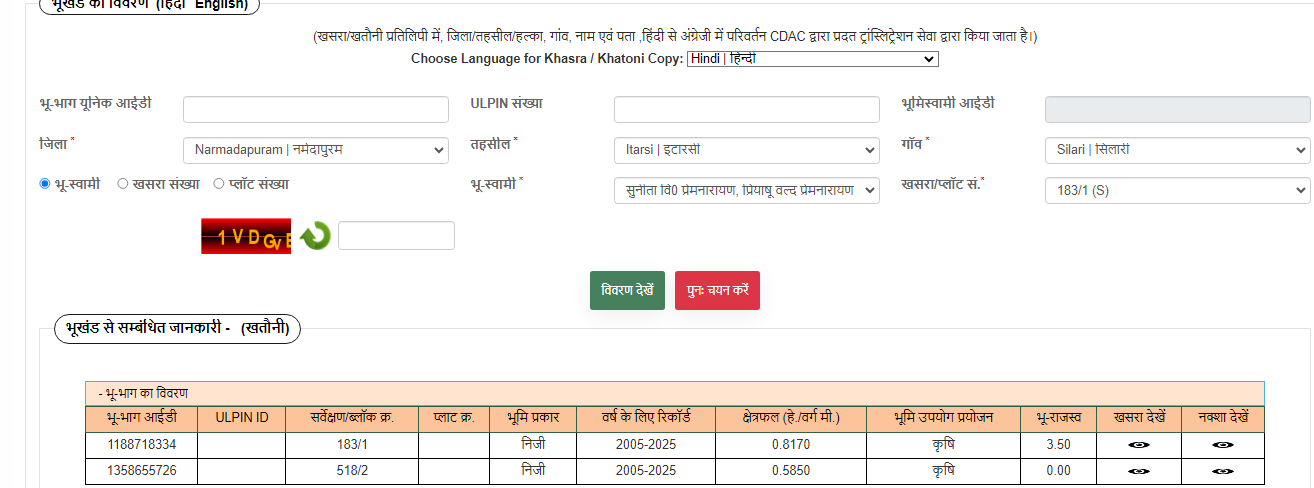 भूखंड का विवरण (हिंदी English)
(खसरा/खतौनी प्रतिलिपी में, जिला/तहसील/हल्का, गांव, नाम एवं पता ,हिंदी से अंग्रेजी में परिवर्तन CDAC द्वारा प्रदत ट्रांस्लिट्रेशन सेवा द्वारा किया जाता है।)
Choose Language for Khasra / Khatoni Copy: Hindi | हिन्दी
भू-भाग यूनिक आईडी ULPIN संख्या भूमिस्वामी आईडी
जिला * Narmadapuram | नर्मदापुरम तहसील * Itarsi | इटारसी गाँव * Silari | सिलारी
भू-स्वामी खसरा संख्या प्लॉट संख्या भू-स्वामी * सुनीता वि0 प्रेमनारायण, प्रियाषू वल्द प्रेमनारायण खसरा/प्लॉट सं.* 183/1 (S)
1 V D G v
विवरण देखें पुनः चयन करें
भूखंड से सम्बंधित जानकारी - (खतौनी)
- भू-भाग का विवरण
भू-भाग आईडी ULPIN ID सर्वेक्षण/ब्लॉक क्र. प्लाट क्र. भूमि प्रकार वर्ष के लिए रिकॉर्ड क्षेत्रफल (हे./वर्ग मी.) भूमि उपयोग प्रयोजन भू-राजस्व खसरा देखें नक्शा देखें
1188718334 183/1 निजी 2005-2025 0.8170 कृषि 3.50
1358655726 518/2 निजी 2005-2025 0.5850 कृषि 0.00